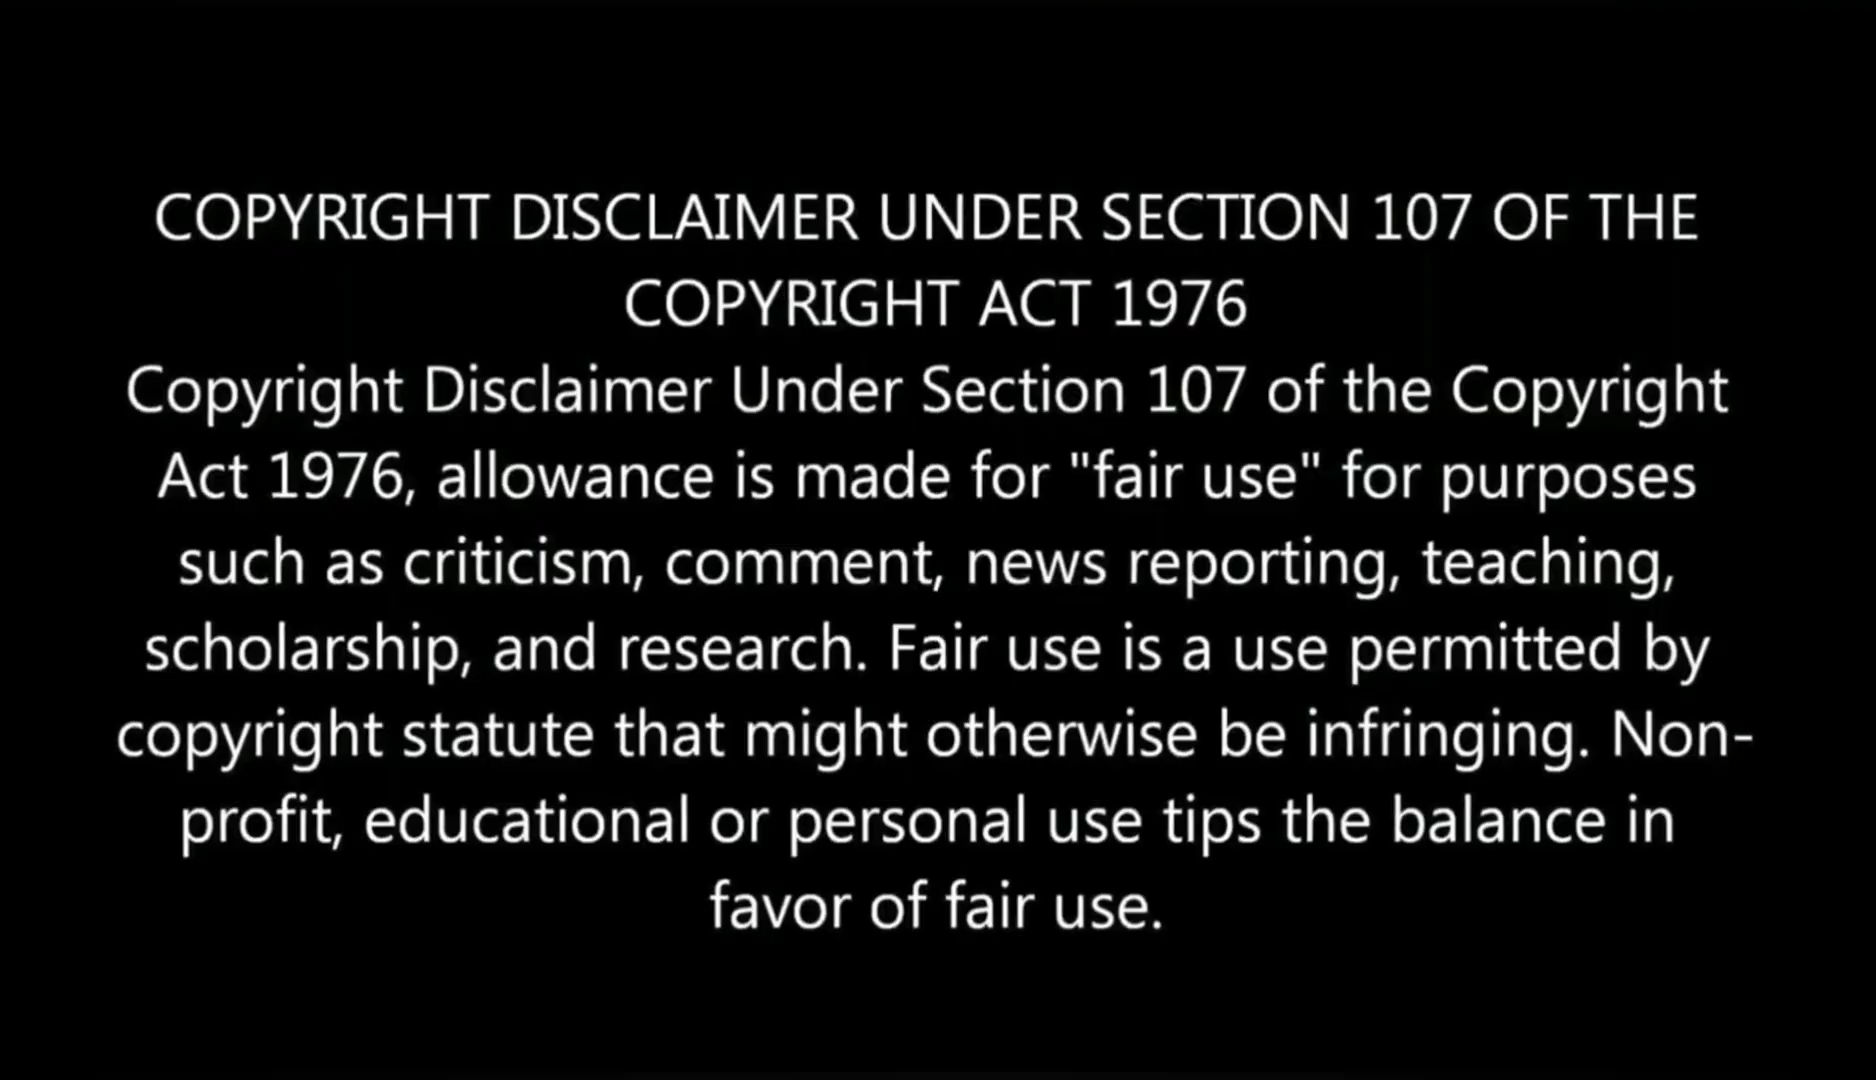 COPYRIGHT DISCLAIMER UNDER SECTION 107 OF THE
COPYRIGHT ACT 1976
Copyright Disclaimer Under Section 107 of the Copyright
Act 1976, allowance is made for "fair use" for purposes
such as criticism, comment, news reporting, teaching,
scholarship, and research. Fair use is a use permitted by
copyright statute that might otherwise be infringing. Non-
profit, educational or personal use tips the balance in
favor of fair use.